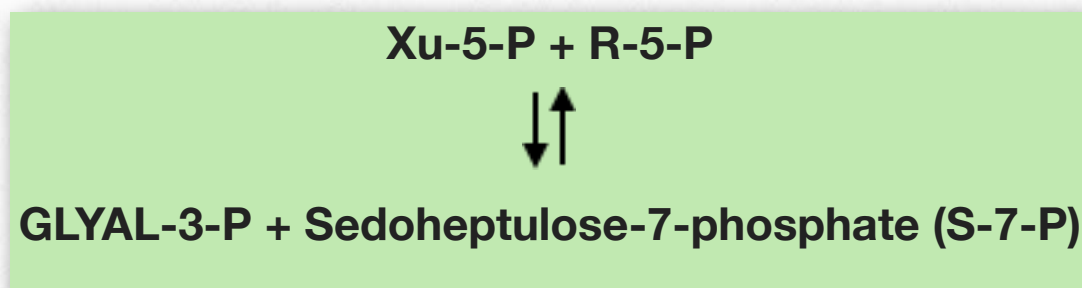 Xu-5-P + R-5-P
GLYAL-3-P + Sedoheptulose-7-phosphate (S-7-P)